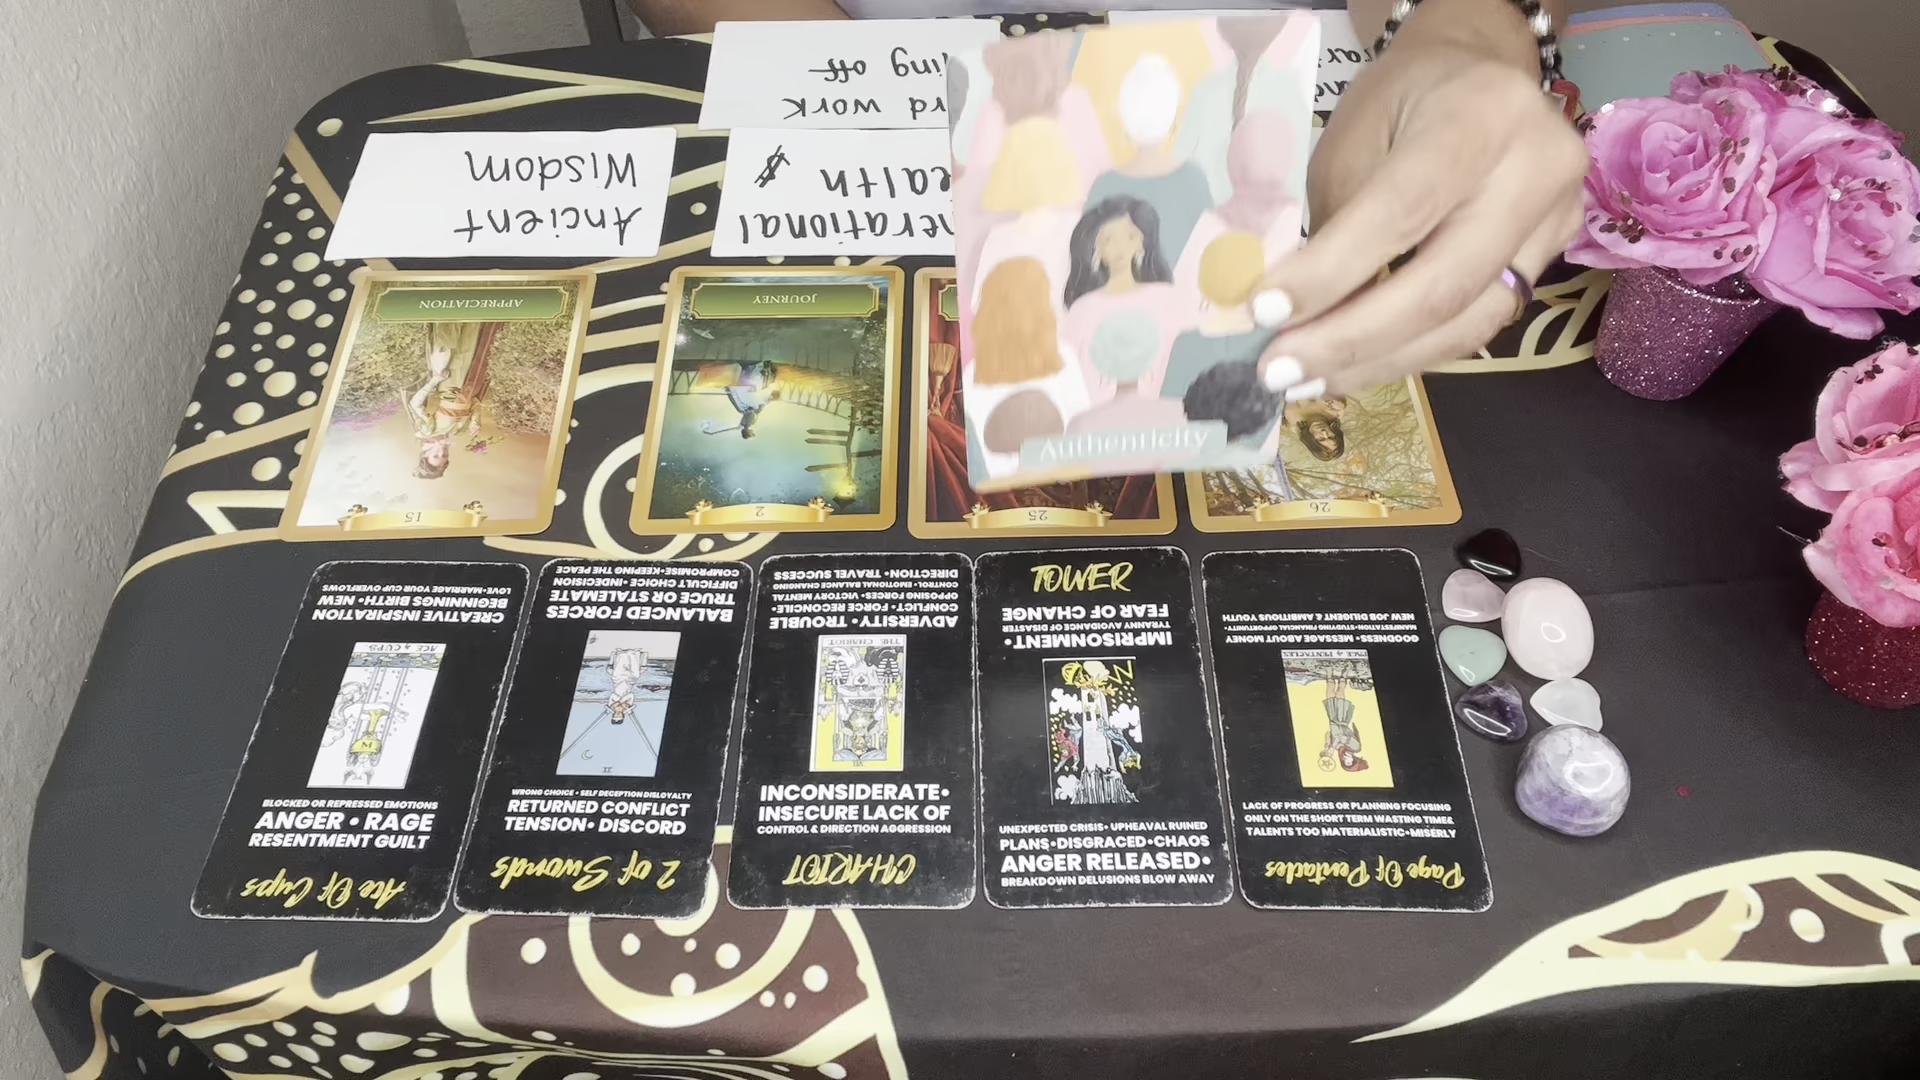 ing off
rd work
Ancient
Wisdom
nerational
ealth $
Authenticity
APPRECIATION
15
JOURNEY
2
25
26
LOVE • MARRIAGE YOUR CUP OVERFLOWS
BEGINNINGS BIRTH • NEW
CREATIVE INSPIRATION
ACE of CUPS
BLOCKED OR REPRESSED EMOTIONS
ANGER • RAGE
RESENTMENT GUILT
Ace Of Cups
COMPROMISE • KEEPING THE PEACE
DIFFICULT CHOICE • INDECISION
TRUCE OR STALEMATE
BALANCED FORCES
II
WRONG CHOICE • SELF DECEPTION DISLOYALTY
RETURNED CONFLICT
TENSION • DISCORD
2 of Swords
DIRECTION • TRAVEL SUCCESS
CONTROL • EMOTIONAL BALANCE CHANGING
OPPOSING FORCES • MENTAL VICTORY
CONFLICT • FORCE RECONCILE •
ADVERSITY • TROUBLE
THE CHARIOT
VII
INCONSIDERATE •
INSECURE LACK OF
CONTROL & DIRECTION AGGRESSION
CHARIOT
TOWER
FEAR OF CHANGE
TYRANNY AVOIDANCE OF DISASTER
IMPRISONMENT •
UNEXPECTED CRISIS • UPHEAVAL RUINED
PLANS • DISGRACED • CHAOS
ANGER RELEASED •
BREAKDOWN DELUSIONS BLOW AWAY
NEW JOB DILIGENT & AMBITIOUS YOUTH
MANIFESTATION • STUDYING • FINANCIAL OPPORTUNITY •
GOODNESS • MESSAGE ABOUT MONEY
PAGE of PENTACLES
LACK OF PROGRESS OR PLANNING FOCUSING
ONLY ON THE SHORT TERM WASTING TIME &
TALENTS TOO MATERIALISTIC • MISERLY
Page Of Pentacles